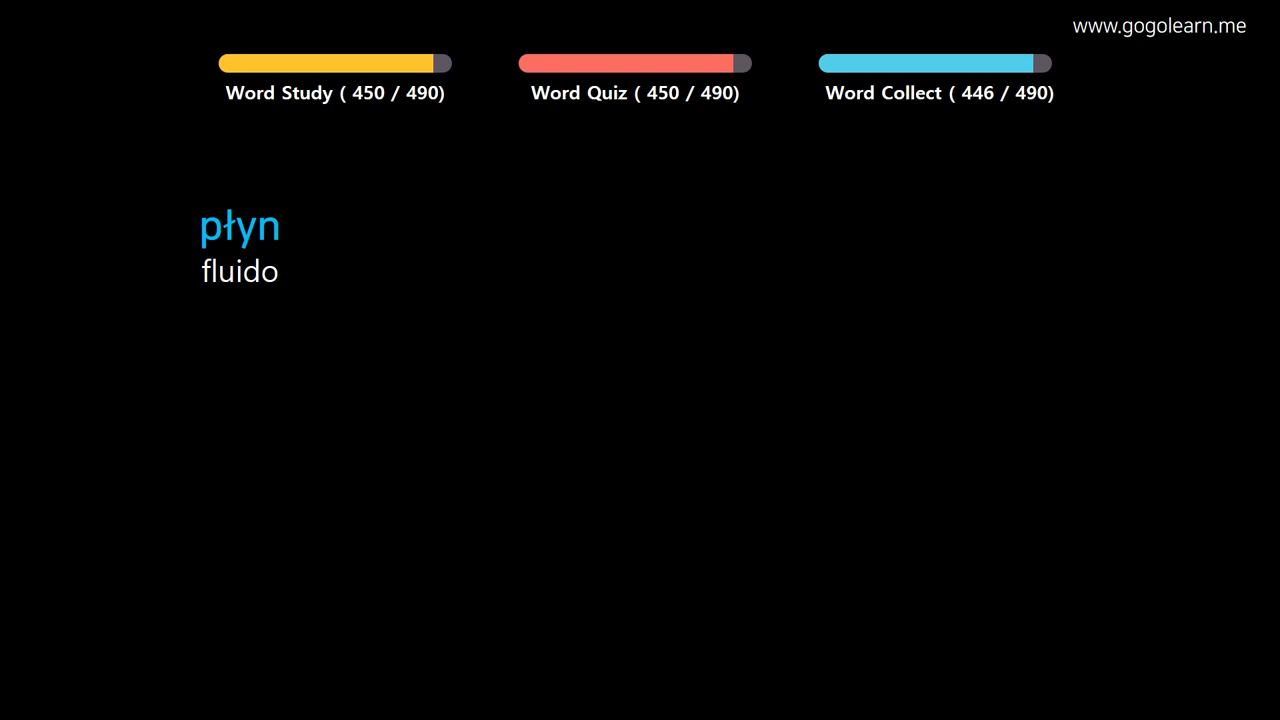 www.gogolearn.me
Word Study ( 450 / 490)
Word Quiz ( 450 / 490)
Word Collect ( 446 / 490)
płyn
fluido